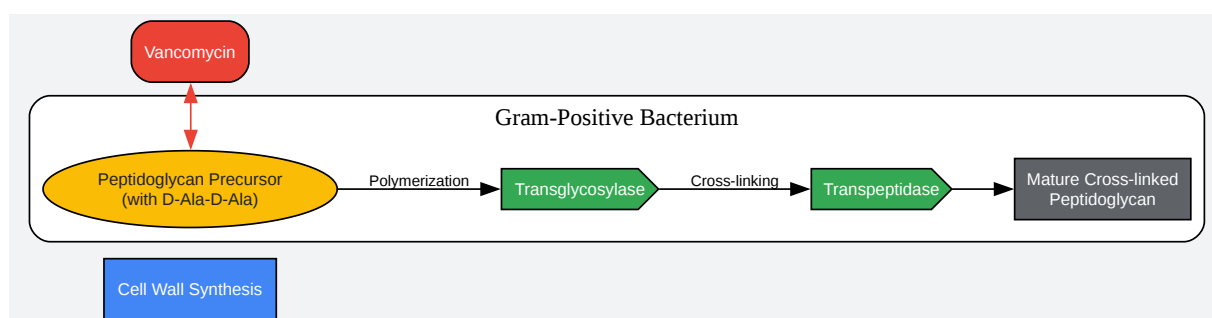 Vancomycin
Gram-Positive Bacterium
Peptidoglycan Precursor
(with D-Ala-D-Ala)
Polymerization
Transglycosylase
Cross-linking
Transpeptidase
Mature Cross-linked
Peptidoglycan
Cell Wall Synthesis